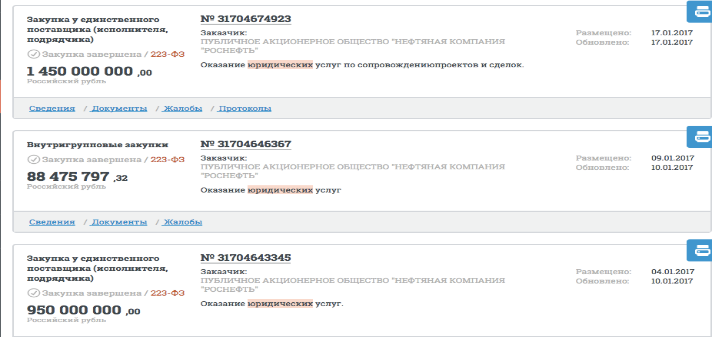 Закупка у единственного
поставщика (исполнителя,
подрядчика)
Закупка завершена / 223-ФЗ
1 450 000 000 ,00
Российский рубль
№ 31704674923
Заказчик:
ПУБЛИЧНОЕ АКЦИОНЕРНОЕ ОБЩЕСТВО "НЕФТЯНАЯ КОМПАНИЯ
"РОСНЕФТЬ"
Оказание юридических услуг по сопровождениюпроектов и сделок.
Размещено: 17.01.2017
Обновлено: 17.01.2017
Сведения / Документы / Жалобы / Протоколы
Внутригрупповые закупки
Закупка завершена / 223-ФЗ
88 475 797 ,32
Российский рубль
№ 31704646367
Заказчик:
ПУБЛИЧНОЕ АКЦИОНЕРНОЕ ОБЩЕСТВО "НЕФТЯНАЯ КОМПАНИЯ
"РОСНЕФТЬ"
Оказание юридических услуг
Размещено: 09.01.2017
Обновлено: 10.01.2017
Сведения / Документы / Жалобы
Закупка у единственного
поставщика (исполнителя,
подрядчика)
Закупка завершена / 223-ФЗ
950 000 000 ,00
Российский рубль
№ 31704643345
Заказчик:
ПУБЛИЧНОЕ АКЦИОНЕРНОЕ ОБЩЕСТВО "НЕФТЯНАЯ КОМПАНИЯ
"РОСНЕФТЬ"
Оказание юридических услуг.
Размещено: 04.01.2017
Обновлено: 10.01.2017